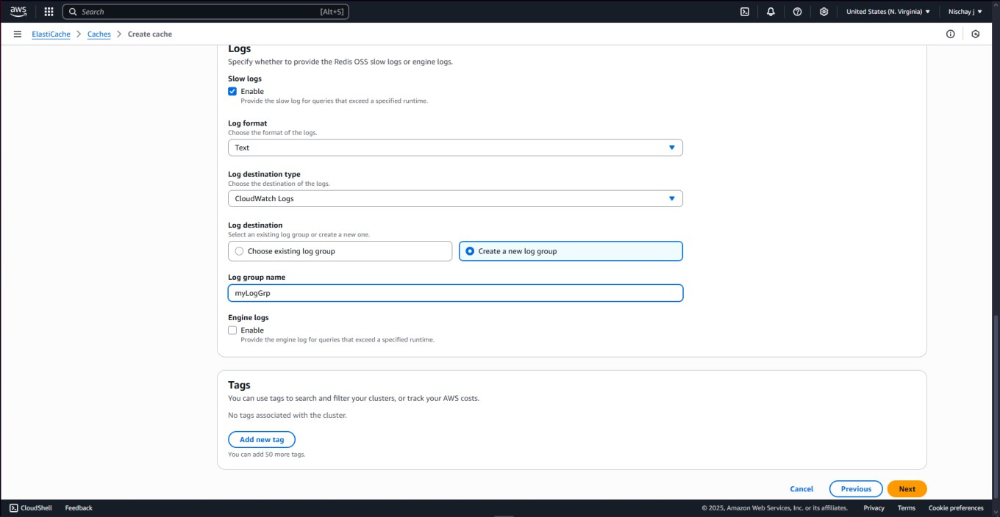 aws
Search [Alt+S] United States (N. Virginia) Nischay j
ElastiCache Caches Create cache
Logs
Specify whether to provide the Redis OSS slow logs or engine logs.
Slow logs
Enable
Provide the slow log for queries that exceed a specified runtime.
Log format
Choose the format of the logs.
Text
Log destination type
Choose the destination of the logs.
CloudWatch Logs
Log destination
Select an existing log group or create a new one.
Choose existing log group Create a new log group
Log group name
myLogGrp
Engine logs
Enable
Provide the engine log for queries that exceed a specified runtime.
Tags
You can use tags to search and filter your clusters, or track your AWS costs.
No tags associated with the cluster.
Add new tag
You can add 50 more tags.
Cancel Previous Next
CloudShell Feedback © 2025, Amazon Web Services, Inc. or its affiliates. Privacy Terms Cookie preferences